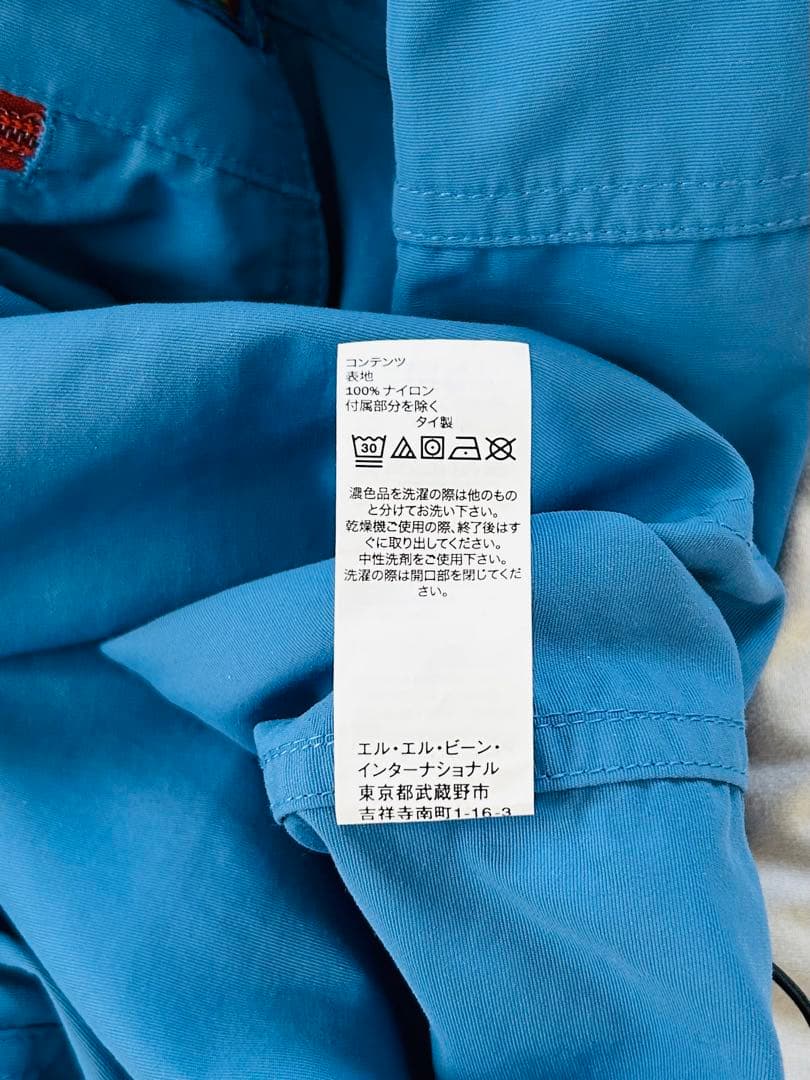 コンテンツ
表地
100% ナイロン
付属部分を除く
タイ製
30
濃色品を洗濯の際は他のもの
と分けてお洗い下さい。
乾燥機ご使用の際、終了後はす
ぐに取り出してください。
中性洗剤をご使用下さい。
洗濯の際は開口部を閉じてくだ
さい。
エル・エル・ビーン・
インターナショナル
東京都武蔵野市
吉祥寺南町1-16-3